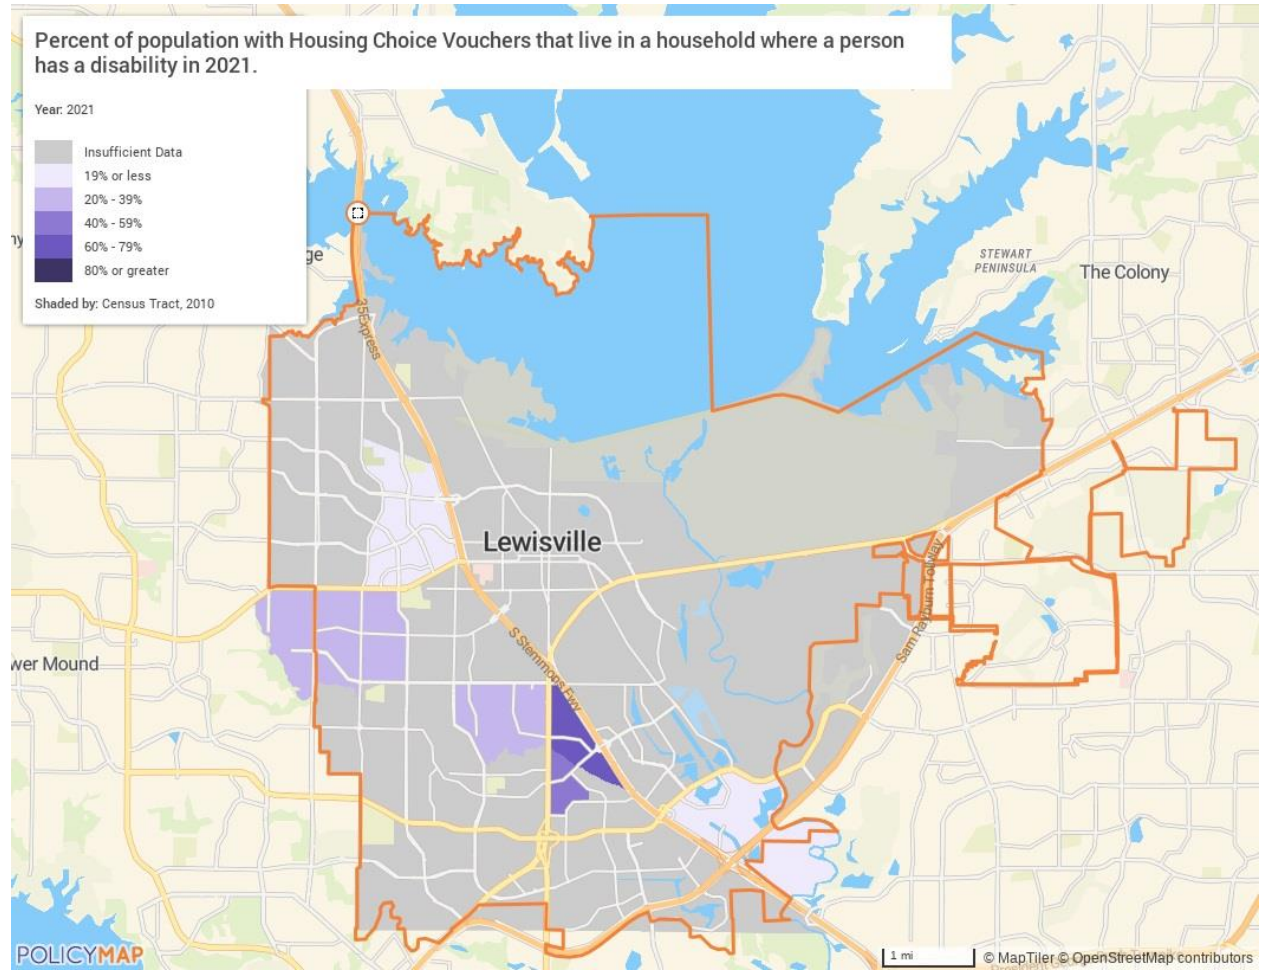 Percent of population with Housing Choice Vouchers that live in a household where a person
has a disability in 2021.
Year: 2021
Insufficient Data
19% or less
20% - 39%
40% - 59%
60% - 79%
80% or greater
Shaded by: Census Tract, 2010
ny
ge
STEWART
PENINSULA
The Colony
35Express
Lewisville
Sam Rayburn Tollway
S Stemmons Fwy
wer Mound
POLICYMAP
1 mi
© MapTiler © OpenStreetMap contributors